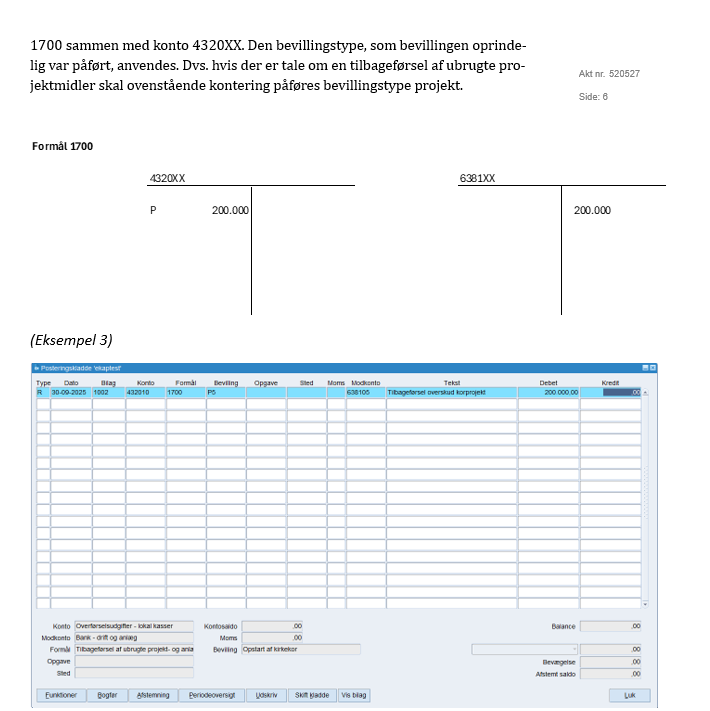 1700 sammen med konto 4320XX. Den bevillingstype, som bevillingen oprinde-
lig var påført, anvendes. Dvs. hvis der er tale om en tilbageførsel af ubrugte pro-
jektmidler skal ovenstående kontering påføres bevillingstype projekt.
Akt nr. 520527
Side: 6
Formål 1700
4320XX
6381XX
P 200.000
200.000
(Eksempel 3)
Posteringskladde 'ekaptest'
Type Dato Bilag Konto Formål Bevilling Opgave Sted Moms Modkonto Tekst Debet Kredit
R 30-09-2025 1002 432010 1700 P5 638105 Tilbageførsel overskud korprojekt 200.000,00 ,00
Konto Overførselsudgifter - lokal kasser Kontosaldo ,00 Balance ,00
Modkonto Bank - drift og anlæg Moms ,00
Formål Tilbageførsel af ubrugte projekt- og anla Bevilling Opstart af kirkekor ,00
Opgave Bevægelse ,00
Sted Afstemt saldo ,00
Funktioner Bogfør Afstemning Periodeoversigt Udskriv Skift kladde Vis bilag Luk